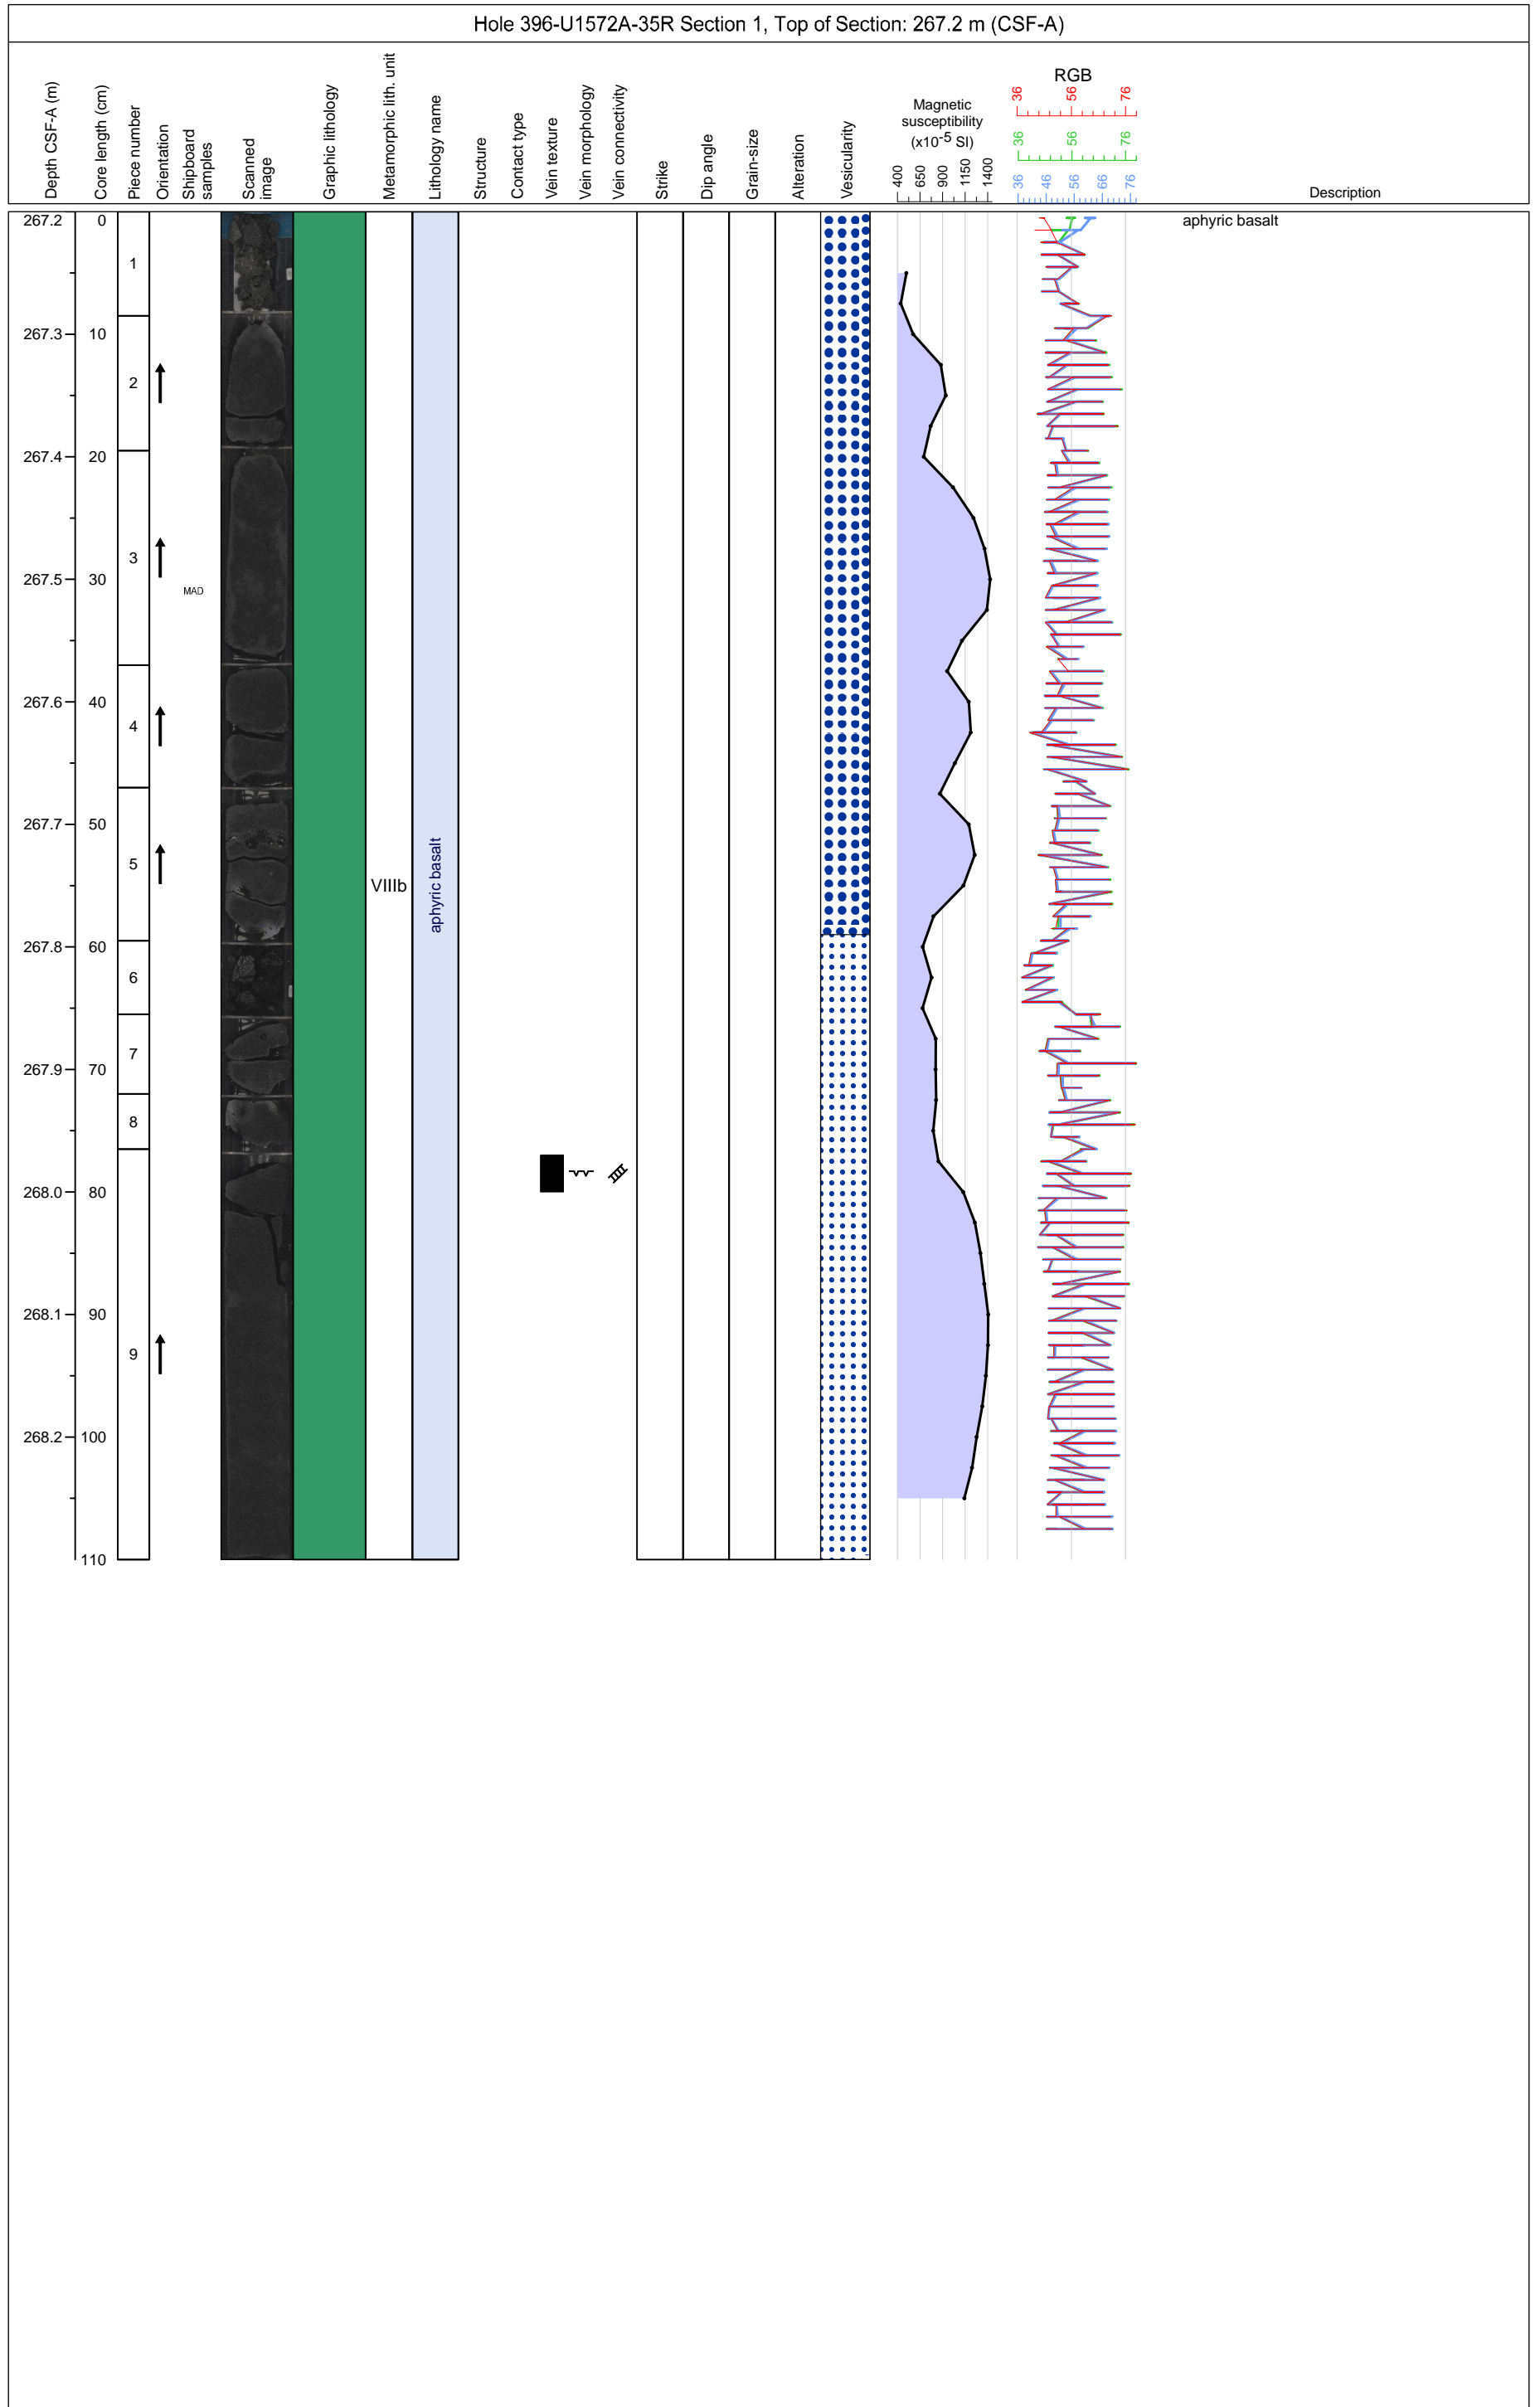 Hole 396-U1572A-35R Section 1, Top of Section: 267.2 m (CSF-A)
Depth CSF-A (m)
Core length (cm)
Piece number
Orientation
Shipboard
samples
Scanned
image
Graphic lithology
Metamorphic lith. unit
Lithology name
Structure
Contact type
Vein texture
Vein morphology
Vein connectivity
Strike
Dip angle
Grain-size
Alteration
Vesicularity
Magnetic
susceptibility
(x10-5 SI)
400 650 900 1150 1400
RGB
36 56 76
36 56 76
36 46 56 66 76
Description
267.2 0
aphyric basalt
1
267.3 10
2
267.4 20
3
267.5 30
MAD
267.6 40
4
267.7 50
5
VIIIb
aphyric basalt
267.8 60
6
7
267.9 70
8
268.0 80
268.1 90
9
268.2 100
110